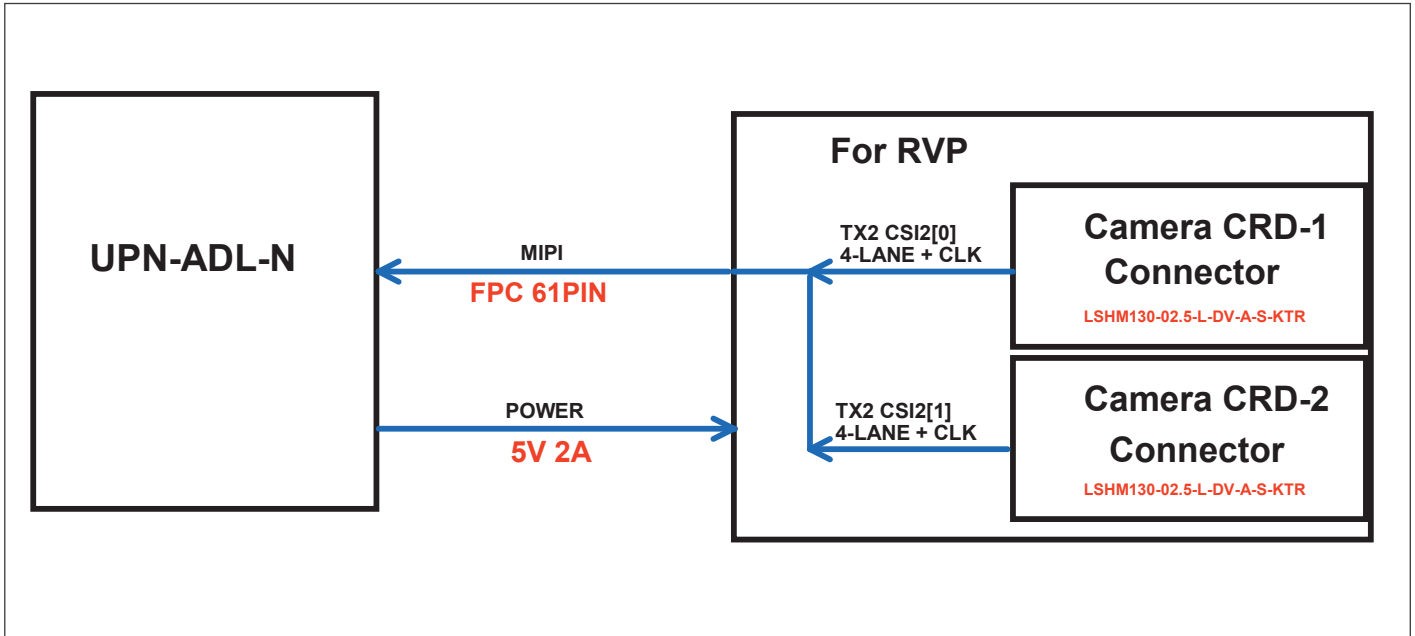 UPN-ADL-N
MIPI
FPC 61PIN
POWER
5V 2A
For RVP
TX2 CSI2[0]
4-LANE + CLK
Camera CRD-1
Connector
LSHM130-02.5-L-DV-A-S-KTR
TX2 CSI2[1]
4-LANE + CLK
Camera CRD-2
Connector
LSHM130-02.5-L-DV-A-S-KTR